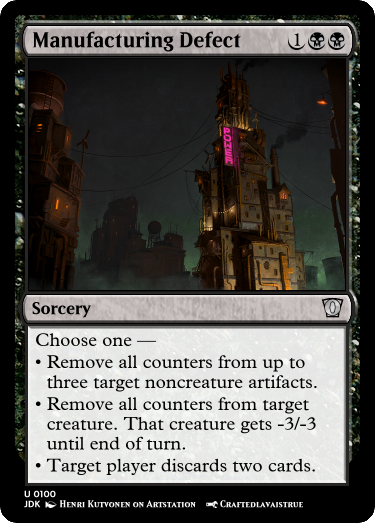 Manufacturing Defect 1
POWER
Sorcery
Choose one —
• Remove all counters from up to
three target noncreature artifacts.
• Remove all counters from target
creature. That creature gets -3/-3
until end of turn.
• Target player discards two cards.
U 0100
JDK Henri Kutvonen on Artstation Craftedlavaistrue